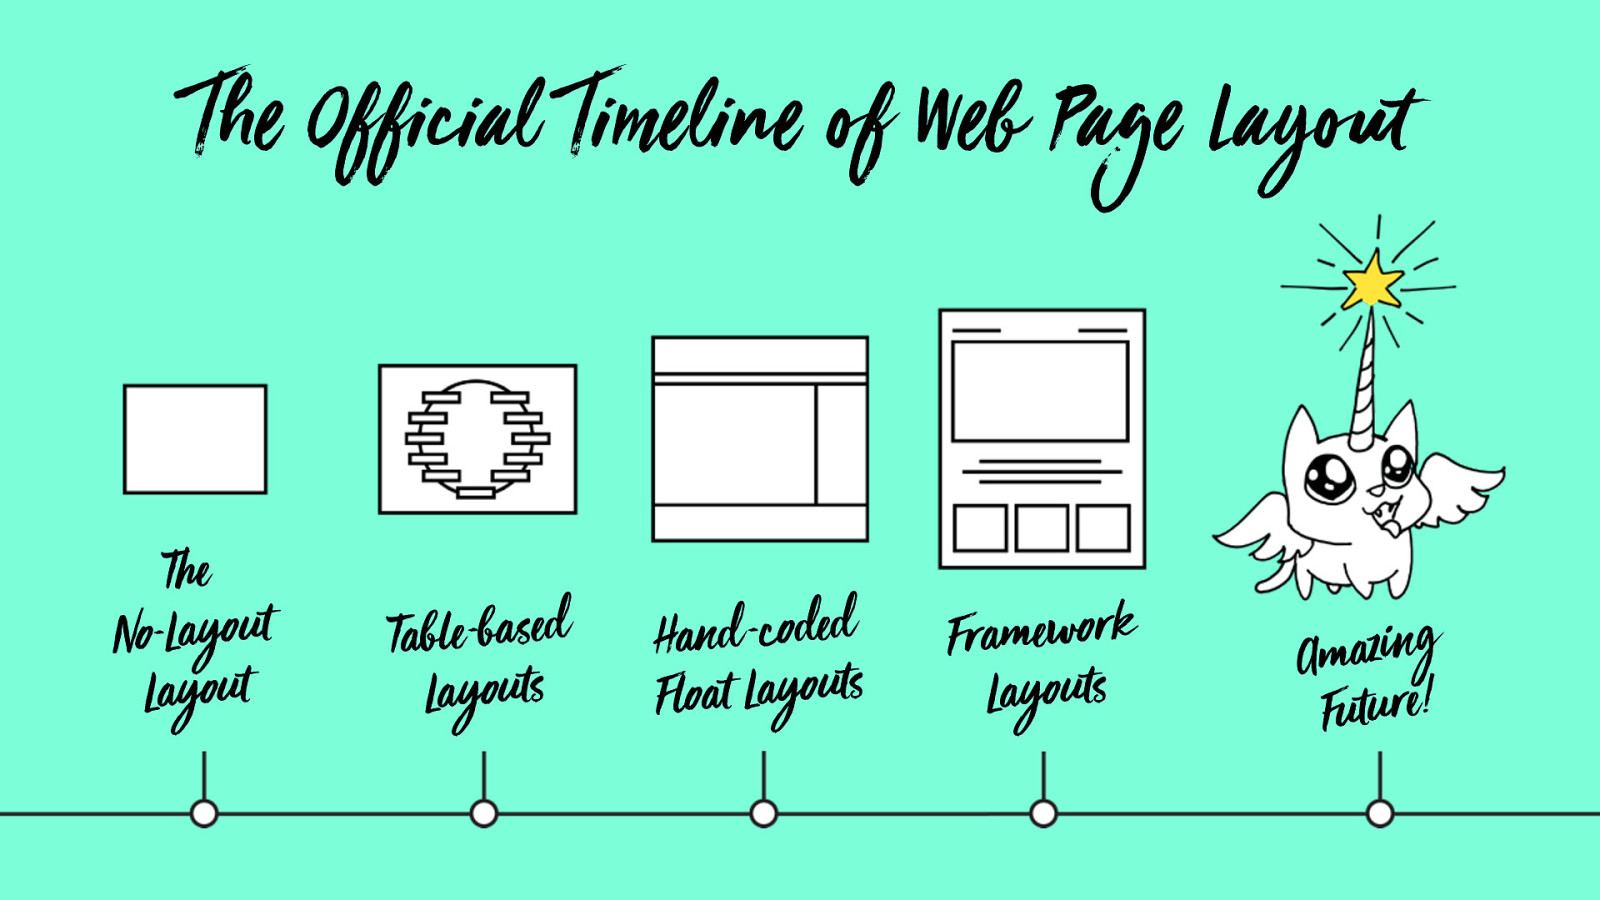 The Official Timeline of Web Page Layout
The
No-Layout
Layout
Table-based
Layouts
Hand-coded
Float Layouts
Framework
Layouts
Amazing
Future!